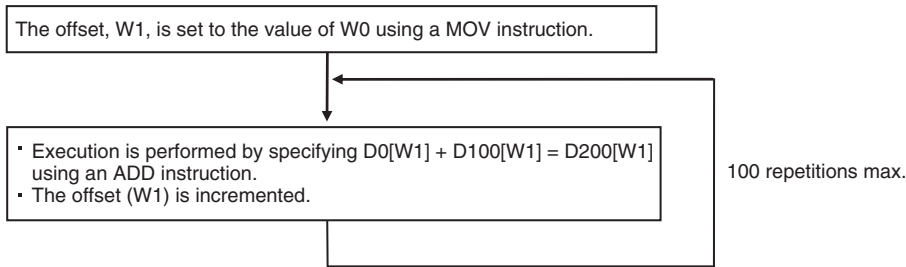 The offset, W1, is set to the value of W0 using a MOV instruction.
· Execution is performed by specifying D0[W1] + D100[W1] = D200[W1]
using an ADD instruction.
· The offset (W1) is incremented.
100 repetitions max.